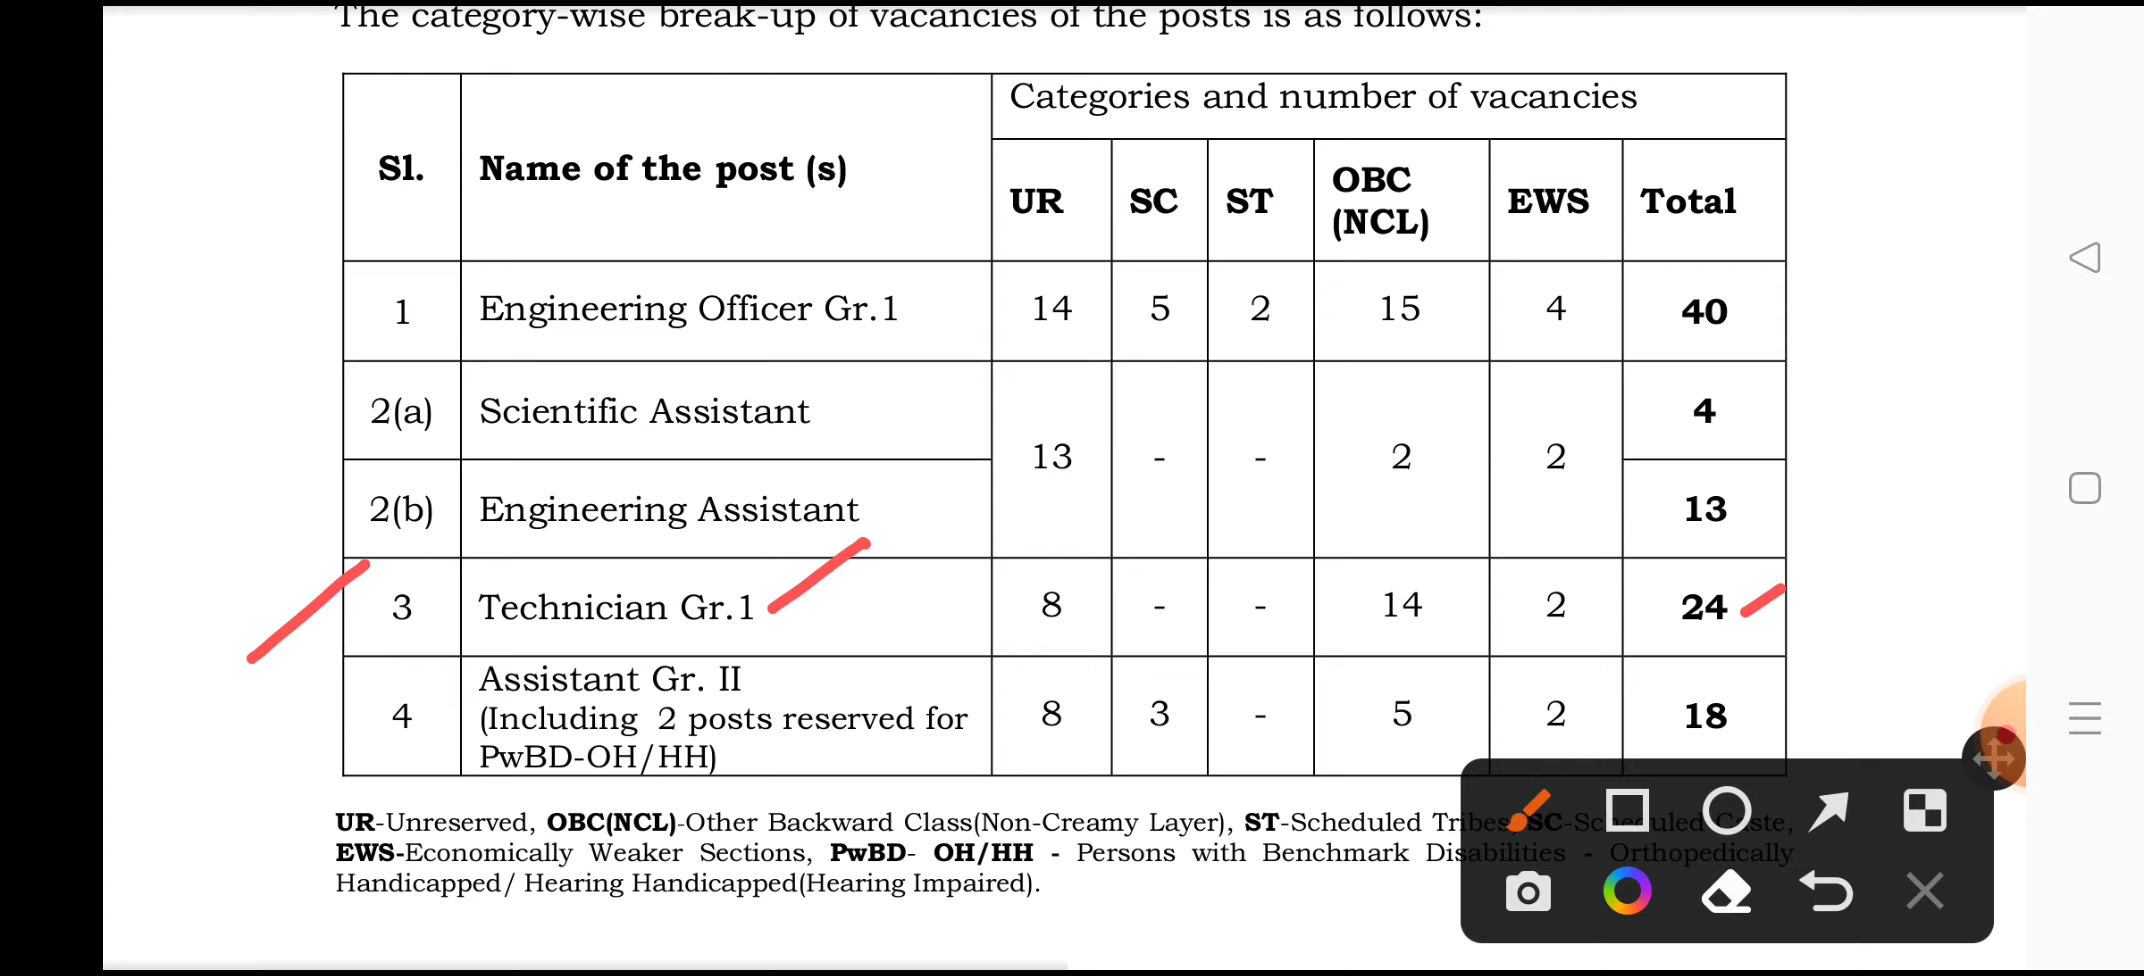 The category-wise break-up of vacancies of the posts is as follows:
Sl. Name of the post (s) Categories and number of vacancies
UR SC ST OBC (NCL) EWS Total
1 Engineering Officer Gr.1 14 5 2 15 4 40
2(a) Scientific Assistant 4
13 - - 2 2
2(b) Engineering Assistant 13
3 Technician Gr.1 8 - - 14 2 24
4 Assistant Gr. II
(Including 2 posts reserved for
PwBD-OH/HH) 8 3 - 5 2 18
UR-Unreserved, OBC(NCL)-Other Backward Class(Non-Creamy Layer), ST-Scheduled Tribes, SC-Scheduled Caste,
EWS-Economically Weaker Sections, PwBD- OH/HH - Persons with Benchmark Disabilities - Orthopedically
Handicapped/ Hearing Handicapped(Hearing Impaired).